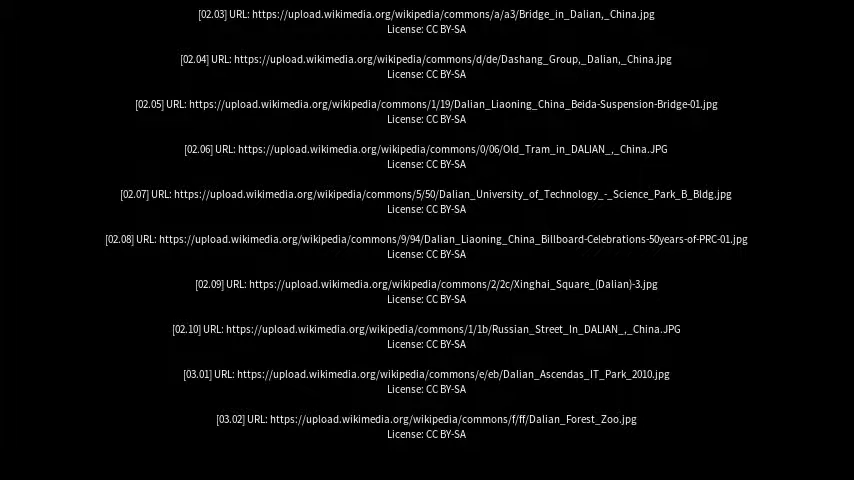 [02.03] URL: https://upload.wikimedia.org/wikipedia/commons/a/a3/Bridge_in_Dalian,_China.jpg
License: CC BY-SA
[02.04] URL: https://upload.wikimedia.org/wikipedia/commons/d/de/Dashang_Group,_Dalian,_China.jpg
License: CC BY-SA
[02.05] URL: https://upload.wikimedia.org/wikipedia/commons/1/19/Dalian_Liaoning_China_Beida-Suspension-Bridge-01.jpg
License: CC BY-SA
[02.06] URL: https://upload.wikimedia.org/wikipedia/commons/0/06/Old_Tram_in_DALIAN_,_China.JPG
License: CC BY-SA
[02.07] URL: https://upload.wikimedia.org/wikipedia/commons/5/50/Dalian_University_of_Technology_-_Science_Park_B_Bldg.jpg
License: CC BY-SA
[02.08] URL: https://upload.wikimedia.org/wikipedia/commons/9/94/Dalian_Liaoning_China_Billboard-Celebrations-50years-of-PRC-01.jpg
License: CC BY-SA
[02.09] URL: https://upload.wikimedia.org/wikipedia/commons/2/2c/Xinghai_Square_(Dalian)-3.jpg
License: CC BY-SA
[02.10] URL: https://upload.wikimedia.org/wikipedia/commons/1/1b/Russian_Street_In_DALIAN_,_China.JPG
License: CC BY-SA
[03.01] URL: https://upload.wikimedia.org/wikipedia/commons/e/eb/Dalian_Ascendas_IT_Park_2010.jpg
License: CC BY-SA
[03.02] URL: https://upload.wikimedia.org/wikipedia/commons/f/ff/Dalian_Forest_Zoo.jpg
License: CC BY-SA